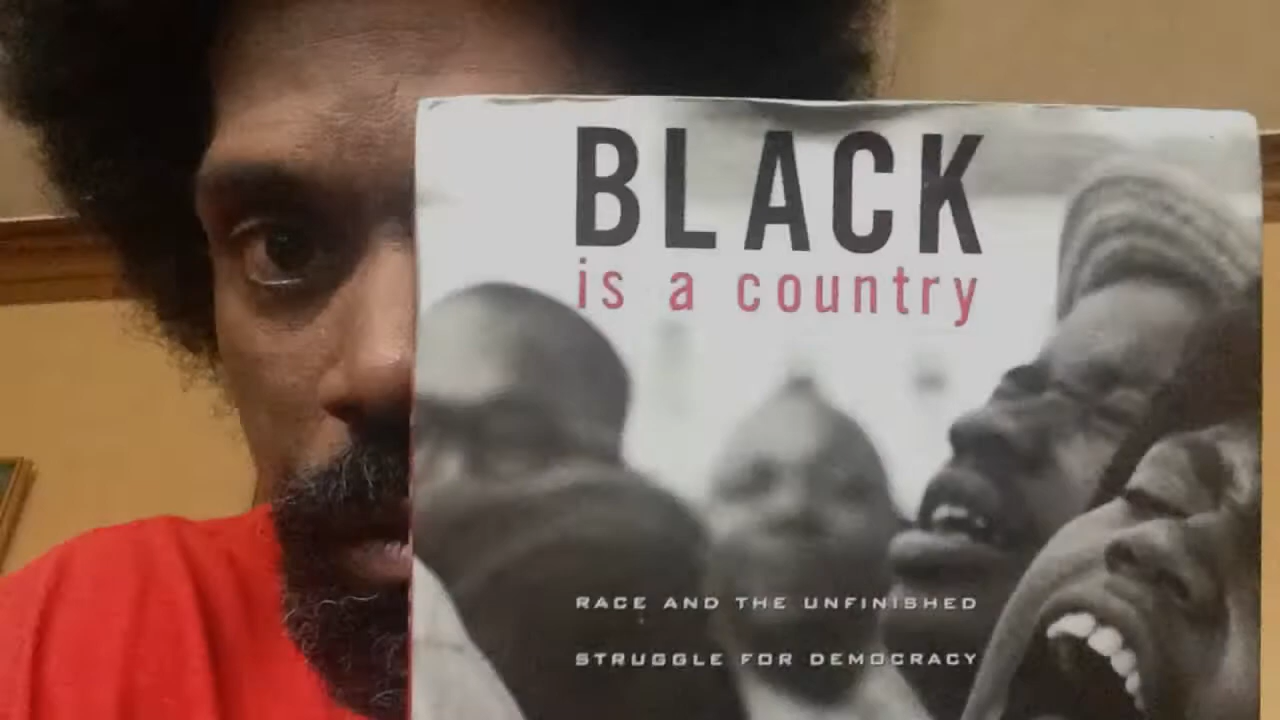 BLACK
is a country
RACE AND THE UNFINISHED
STRUGGLE FOR DEMOCRACY